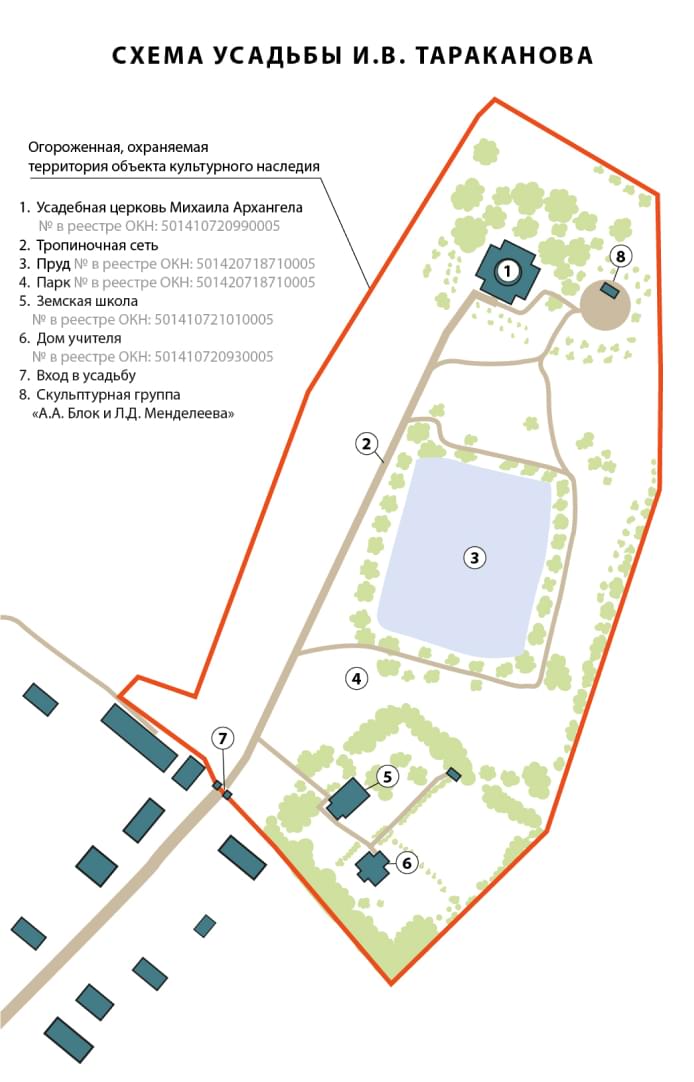 СХЕМА УСАДЬБЫ И.В. ТАРАКАНОВА
Огороженная, охраняемая
территория объекта культурного наследия
1. Усадебная церковь Михаила Архангела
№ в реестре ОКН: 501410720990005
2. Тропиночная сеть
3. Пруд № в реестре ОКН: 501420718710005
4. Парк № в реестре ОКН: 501420718710005
5. Земская школа
№ в реестре ОКН: 501410721010005
6. Дом учителя
№ в реестре ОКН: 501410720930005
7. Вход в усадьбу
8. Скульптурная группа
«А.А. Блок и Л.Д. Менделеева»
8
1
2
3
4
7
5
6